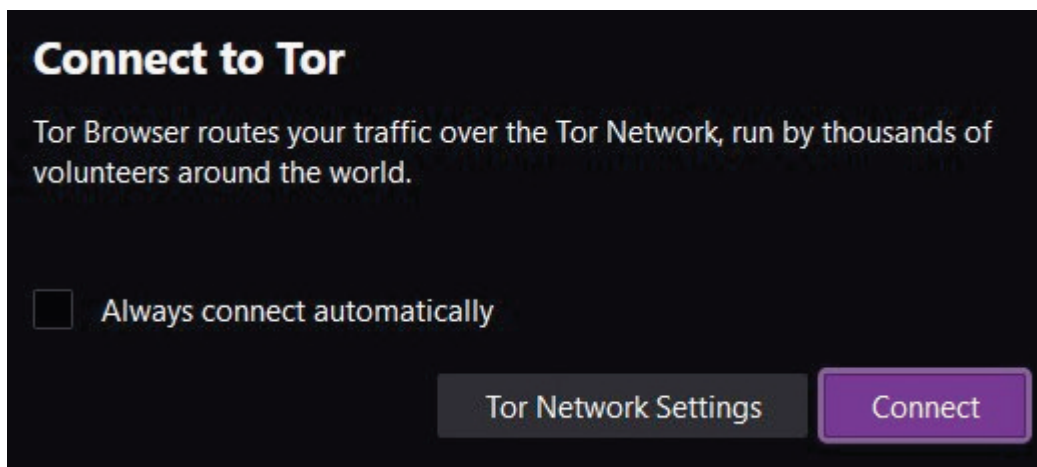 Connect to Tor
Tor Browser routes your traffic over the Tor Network, run by thousands of
volunteers around the world.
Always connect automatically
Tor Network Settings
Connect